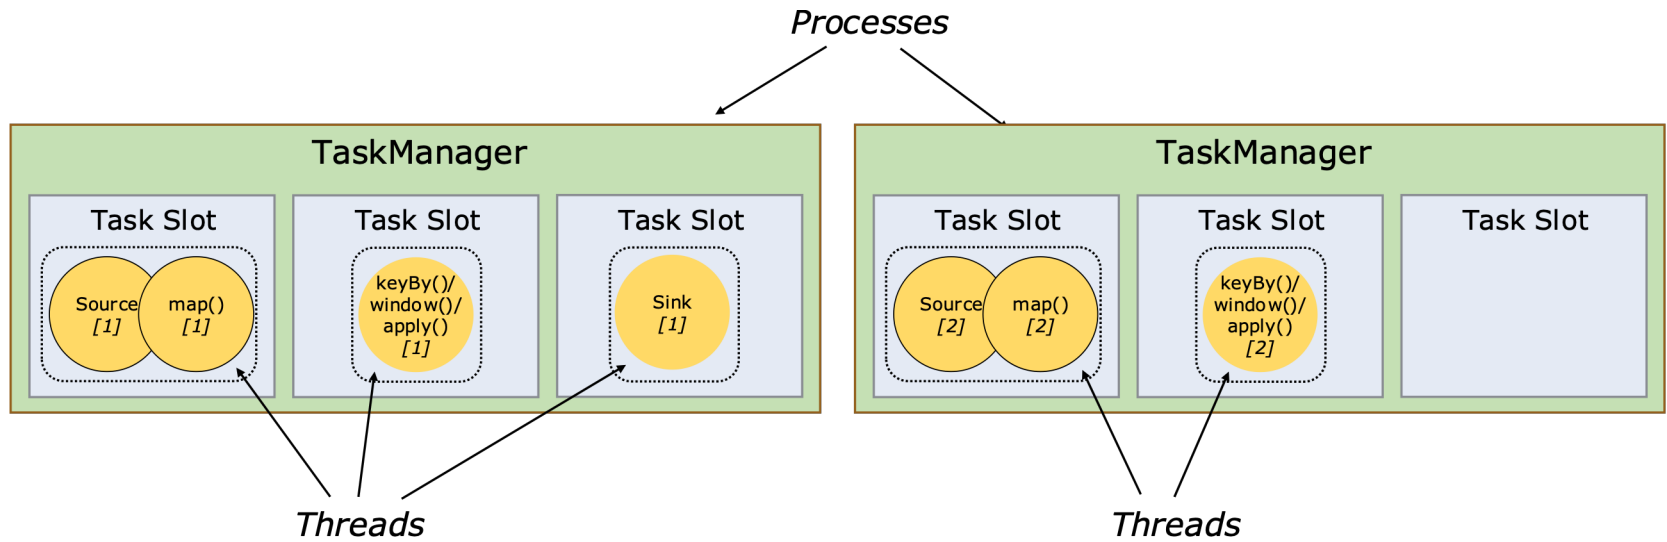 Processes
TaskManager
Task Slot
Source
[1]
map()
[1]
Task Slot
keyBy()/
window()/
apply()
[1]
Task Slot
Sink
[1]
TaskManager
Task Slot
Source
[2]
map()
[2]
Task Slot
keyBy()/
window()/
apply()
[2]
Task Slot
Threads
Threads